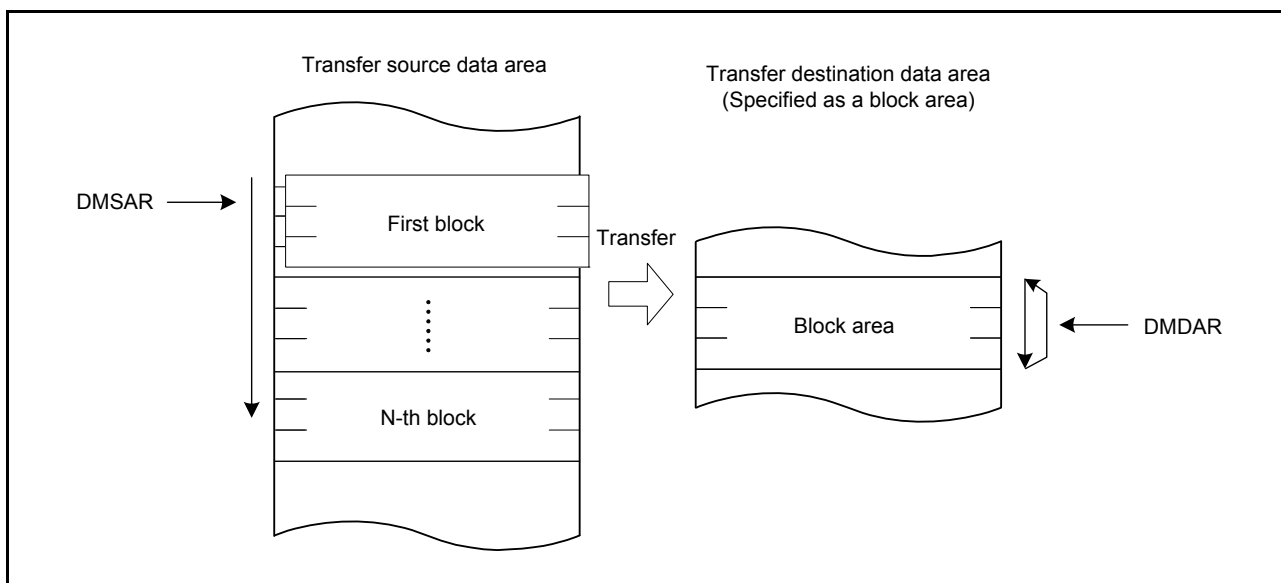 Transfer source data area
Transfer destination data area
(Specified as a block area)
DMSAR
First block
Transfer
Block area
DMDAR
N-th block